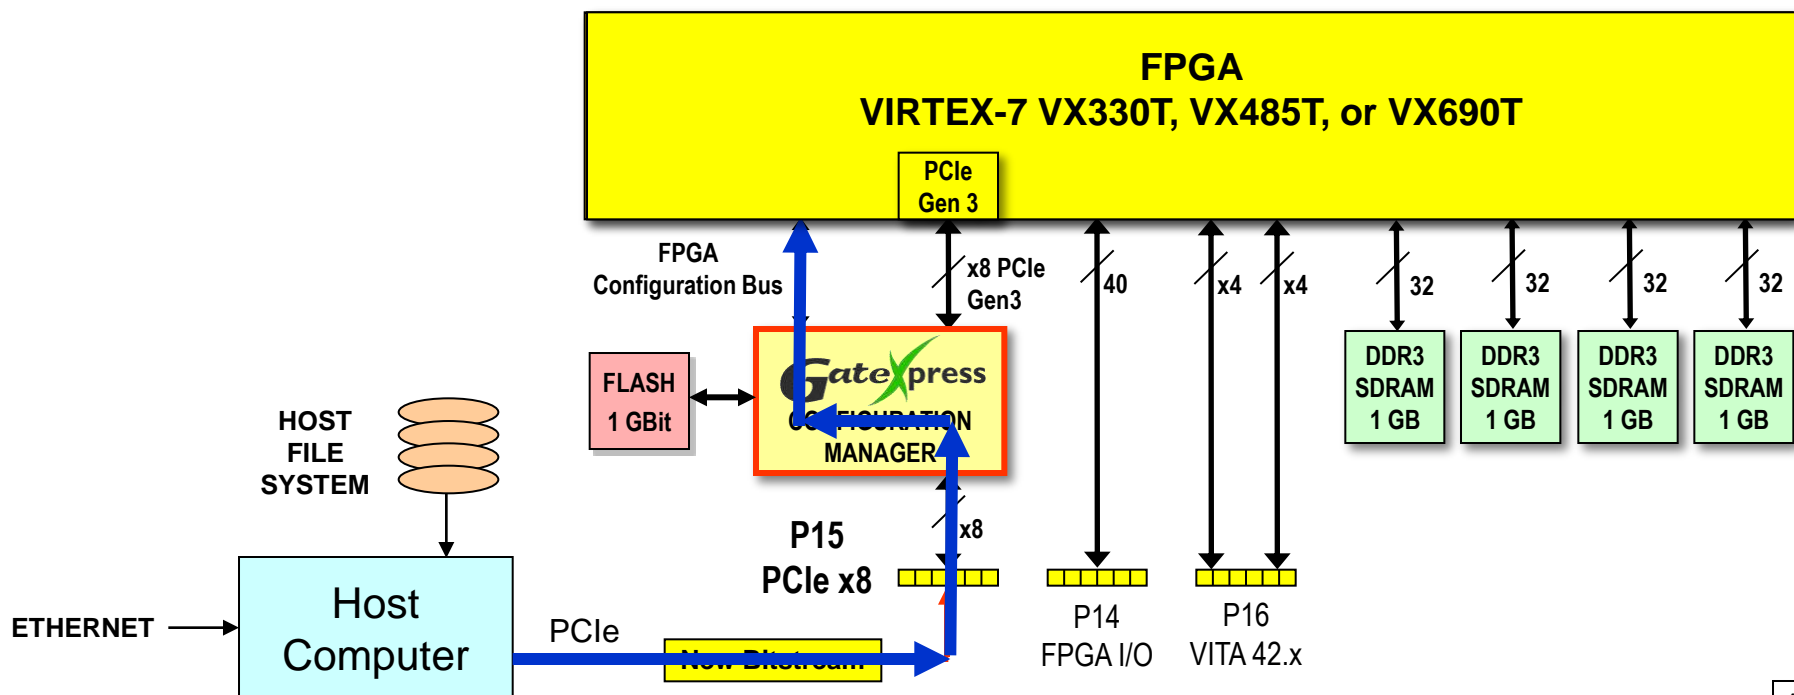 FPGA
VIRTEX-7 VX330T, VX485T, or VX690T
PCIe
Gen 3
FPGA
Configuration Bus
x8 PCIe
Gen3
40
x4
x4
32
32
32
32
GateXpress
CONFIGURATION
MANAGER
FLASH
1 GBit
DDR3
SDRAM
1 GB
DDR3
SDRAM
1 GB
DDR3
SDRAM
1 GB
DDR3
SDRAM
1 GB
HOST
FILE
SYSTEM
x8
P15
PCIe x8
P14
FPGA I/O
P16
VITA 42.x
ETHERNET
Host
Computer
PCIe
New Bitstream